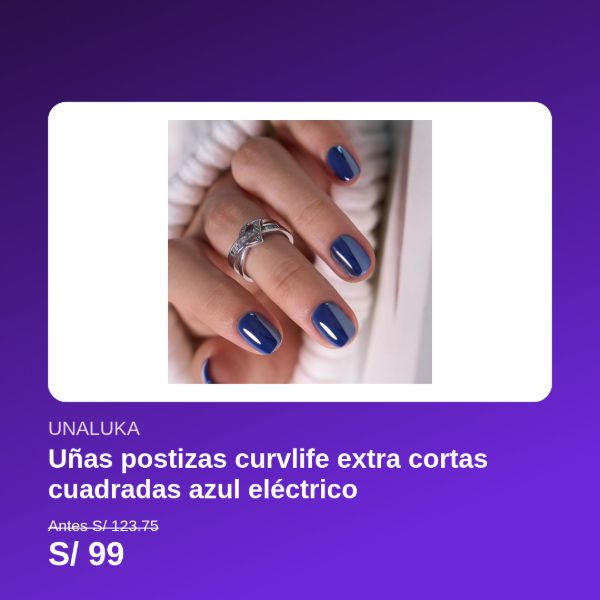 UNALUKA
Uñas postizas curvlife extra cortas
cuadradas azul eléctrico
Antes S/ 123.75
S/ 99